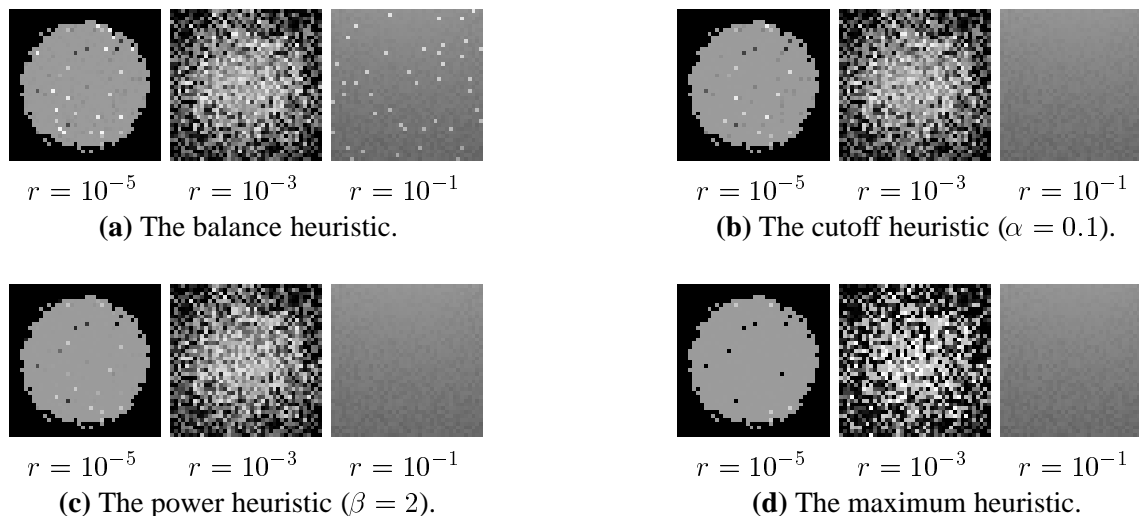 r = 10⁻⁵ r = 10⁻³ r = 10⁻¹
(a) The balance heuristic.
r = 10⁻⁵ r = 10⁻³ r = 10⁻¹
(b) The cutoff heuristic (α = 0.1).
r = 10⁻⁵ r = 10⁻³ r = 10⁻¹
(c) The power heuristic (β = 2).
r = 10⁻⁵ r = 10⁻³ r = 10⁻¹
(d) The maximum heuristic.